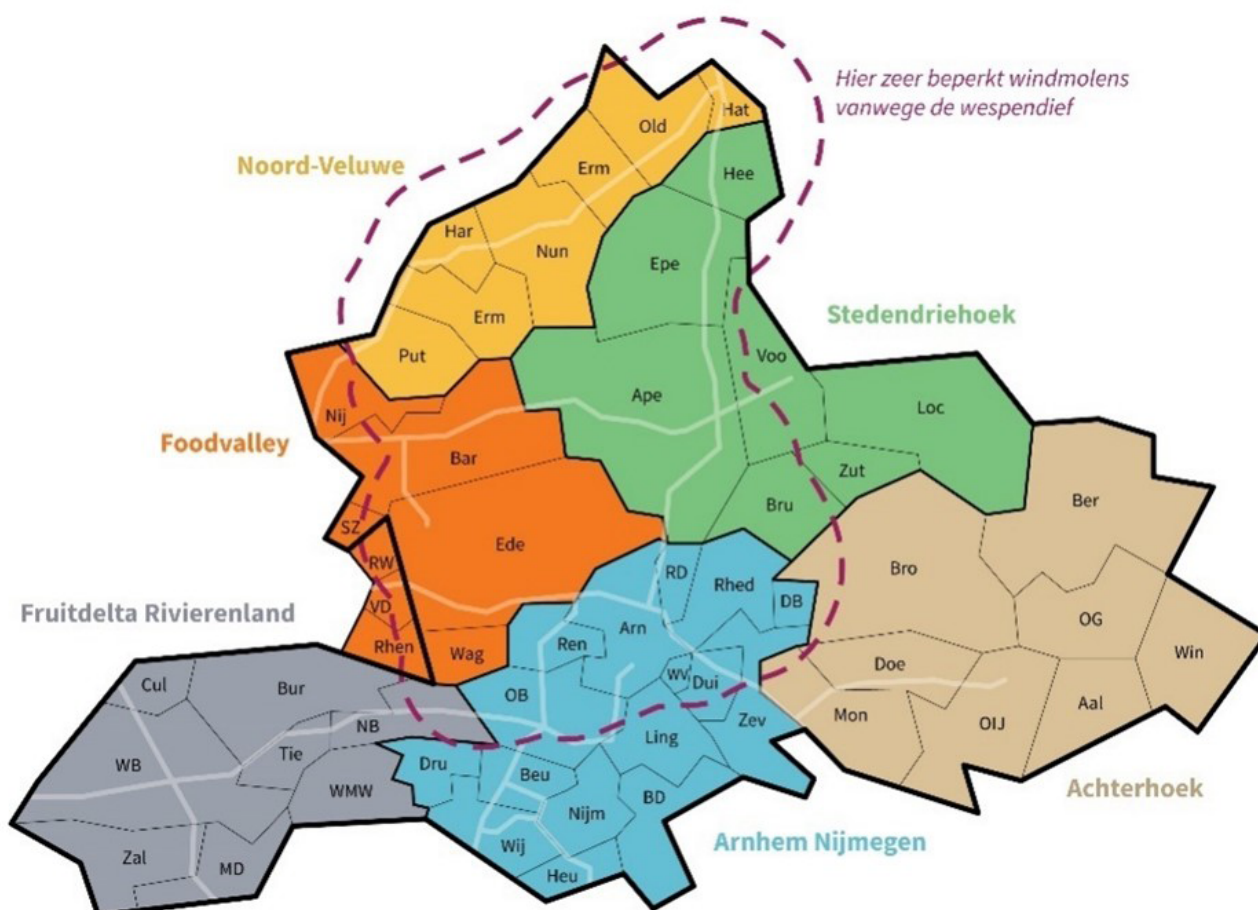 Hier zeer beperkt windmolens
vanwege de wespendief
Noord-Veluwe
Old
Hat
Erm
Hee
Har
Nun
Epe
Erm
Stedendriehoek
Put
Voo
Ape
Loc
Nij
Foodvalley
Bar
Zut
Ber
Bru
SZ
Ede
RW
RD
Rhed
Bro
DB
Fruitdelta Rivierenland
VD
Arn
OG
Rhen
Wag
Ren
Win
Doe
WV
Dui
Cul
Bur
OB
Aal
Zev
Mon
OIJ
NB
Ling
Tie
WB
Dru
Beu
WMW
BD
Achterhoek
Nijm
Arnhem Nijmegen
Wij
Zal
MD
Heu